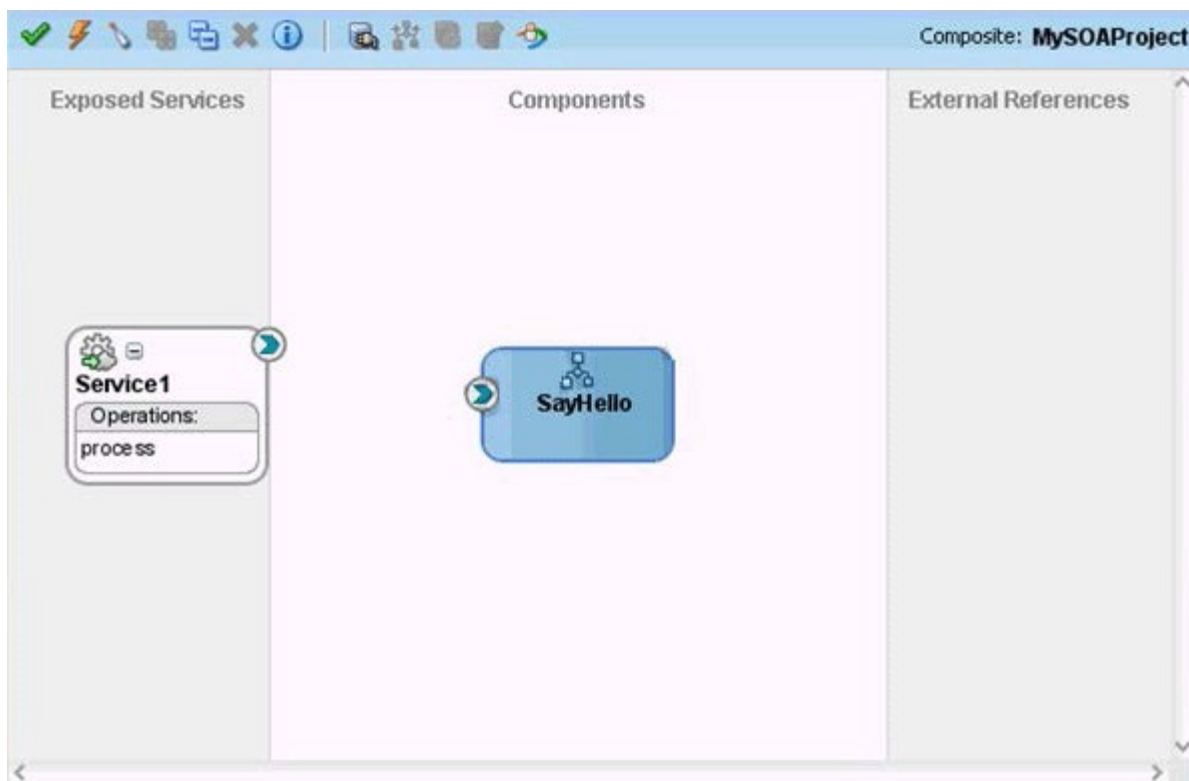 Composite: MySOAProject
Exposed Services
Components
External References
Service1
Operations:
process
SayHello